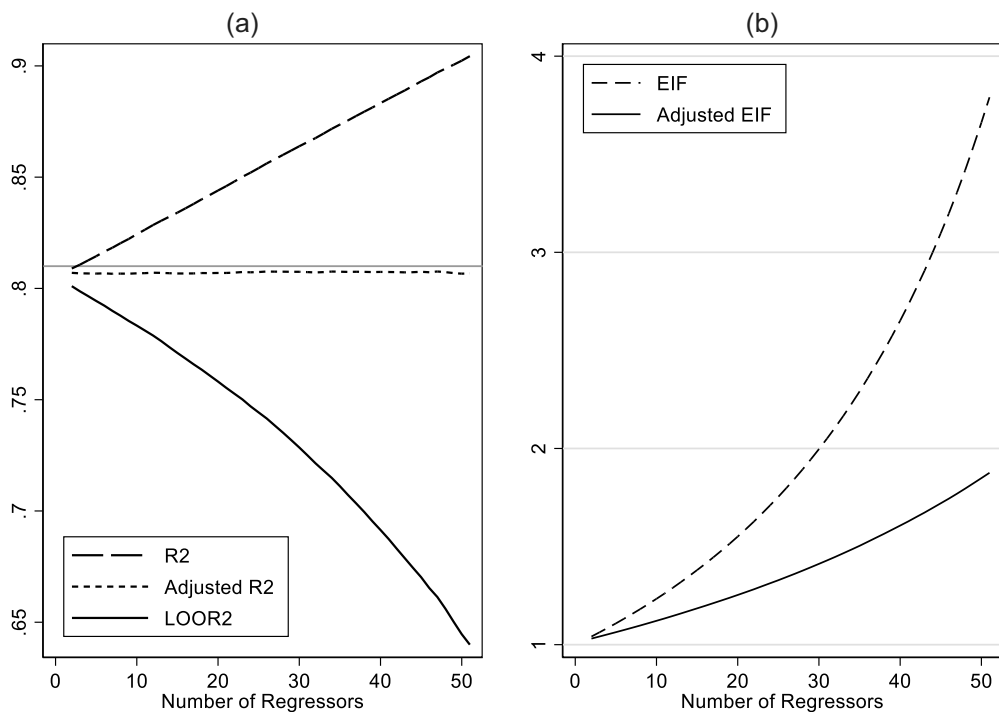 (a)
.9
.85
.8
.75
.7
.65
R2
Adjusted R2
LOOR2
0 10 20 30 40 50
Number of Regressors
(b)
4
3
2
1
EIF
Adjusted EIF
0 10 20 30 40 50
Number of Regressors